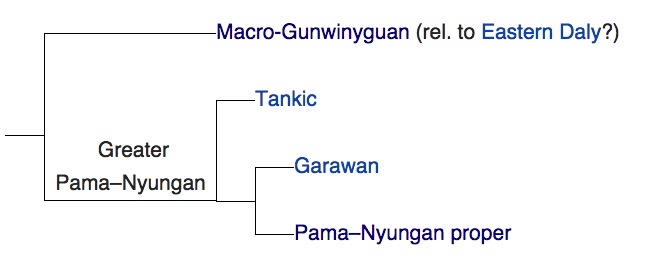 Macro-Gunwinyguan (rel. to Eastern Daly?)
Tankic
Greater
Pama–Nyungan
Garawan
Pama–Nyungan proper